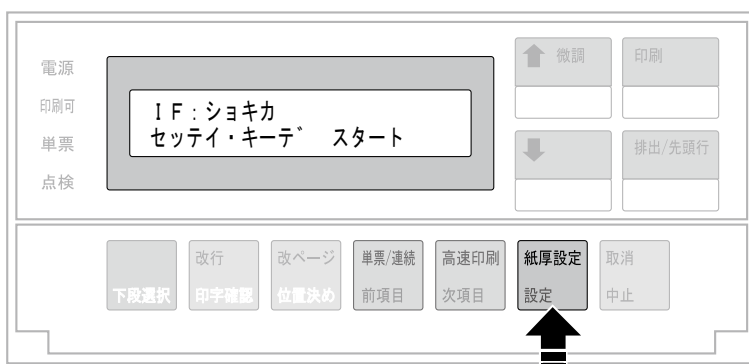 電源
印刷可
単票
点検
IF:ショキカ
セッテイ・キーデ゛ スタート
微調
印刷
排出/先頭行
下段選択
改行
印字確認
改ページ
位置決め
単票/連続
前項目
高速印刷
次項目
紙厚設定
設定
取消
中止